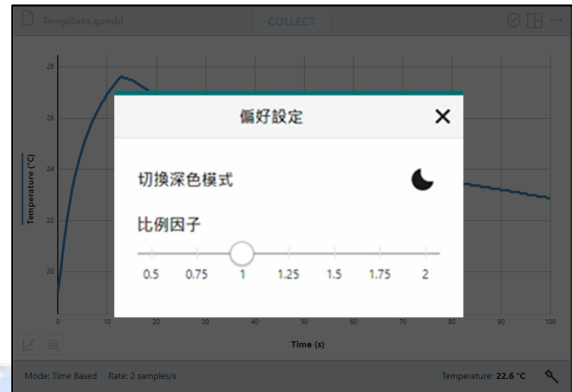 TempData.gambl
COLLECT
偏好設定
切換深色模式
比例因子
0.5 0.75 1 1.25 1.5 1.75 2
Temperature (°C)
28
24
22
20
0 10 20 30 40 50 60 70 80 90 100
Time (s)
Mode: Time Based Rate: 2 samples/s
Temperature: 22.6 °C